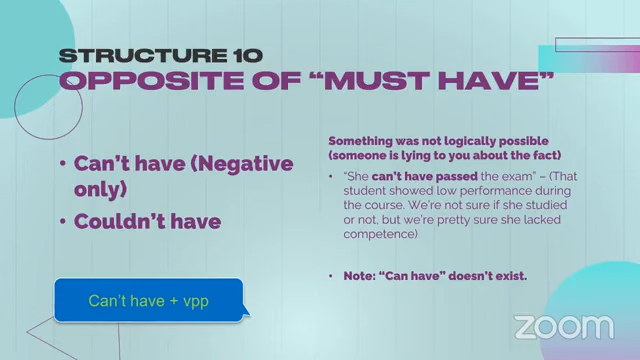 STRUCTURE 10
OPPOSITE OF “MUST HAVE”
• Can’t have (Negative
only)
• Couldn’t have
Can’t have + vpp
Something was not logically possible
(someone is lying to you about the fact)
• “She can’t have passed the exam” – (That
student showed low performance during
the course. We’re not sure if she studied
or not, but we’re pretty sure she lacked
competence)
• Note: “Can have” doesn’t exist.
zoom